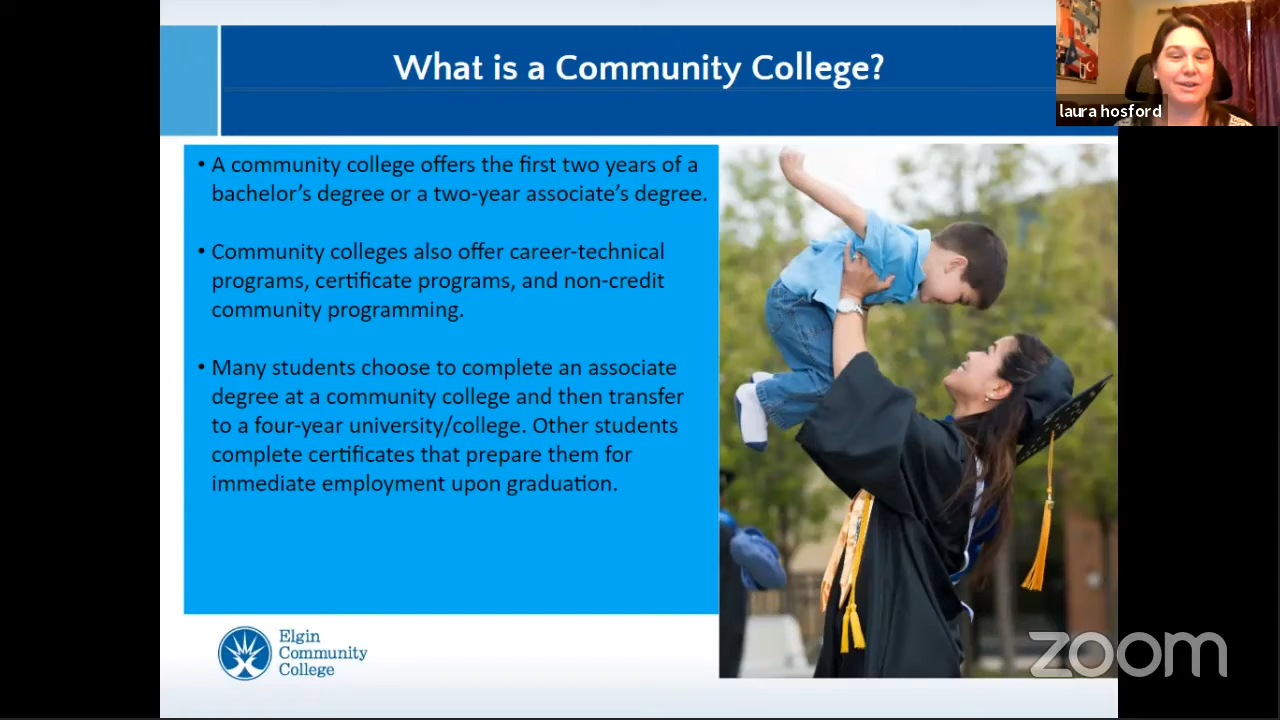 What is a Community College?
laura hosford
• A community college offers the first two years of a
bachelor’s degree or a two-year associate’s degree.
• Community colleges also offer career-technical
programs, certificate programs, and non-credit
community programming.
• Many students choose to complete an associate
degree at a community college and then transfer
to a four-year university/college. Other students
complete certificates that prepare them for
immediate employment upon graduation.
Elgin
Community
College
zoom